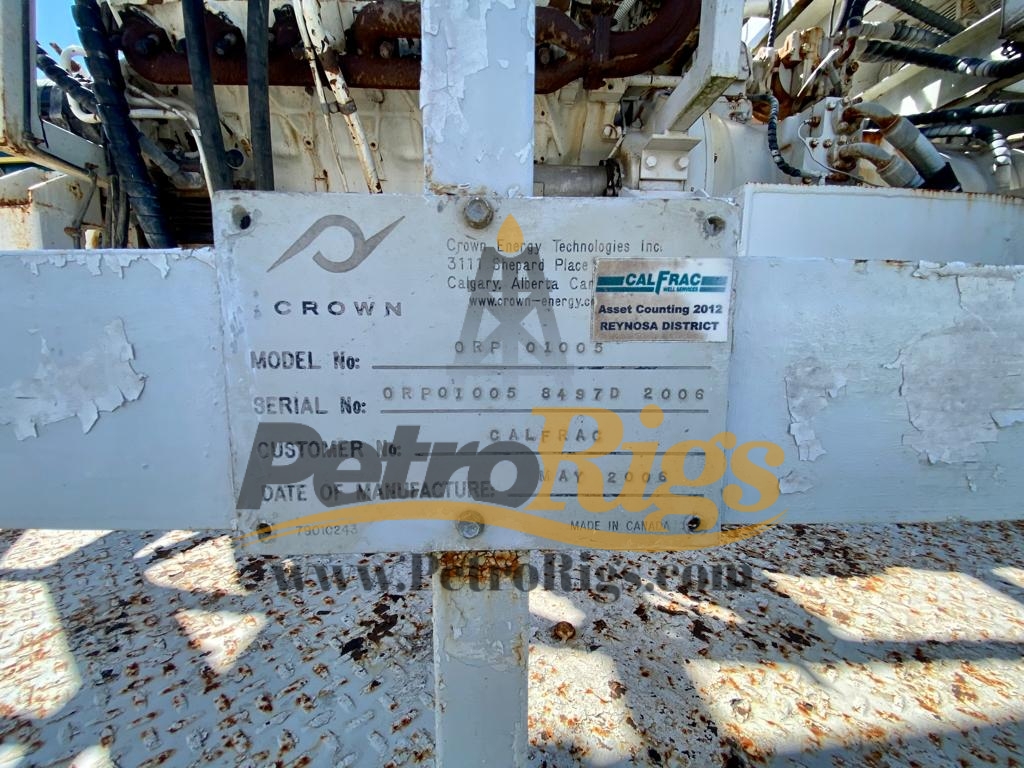 Crown Energy Technologies Inc.
3111 Shepard Place
Calgary, Alberta
www.crown-energy.
CROWN
CALFRAC
WELL SERVICES
Asset Counting 2012
REYNOSA DISTRICT
MODEL No: ORP 01005
SERIAL No: ORP01005 8497D 2006
CUSTOMER No: CALFRAC
DATE OF MANUFACTURE: MAY 2006
79010243 MADE IN CANADA
PetroRigs
www.PetroRigs.com